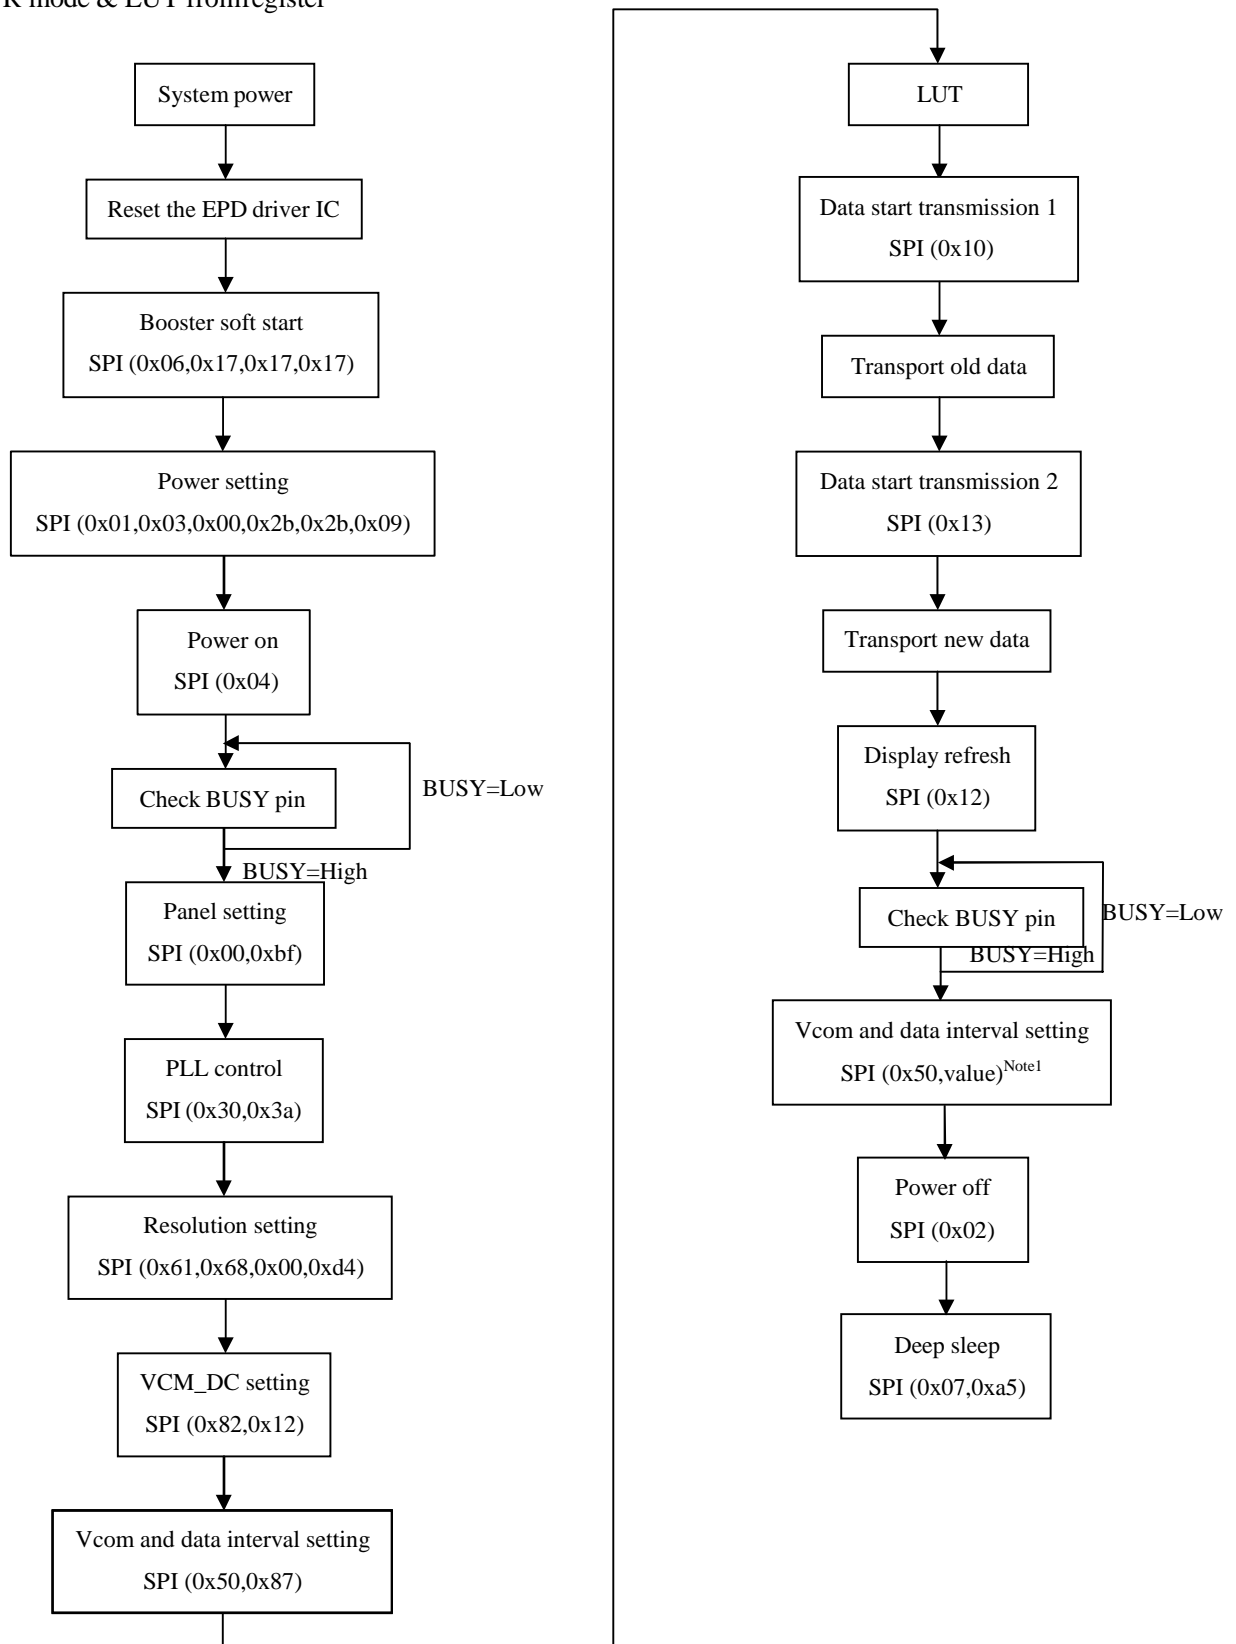 K mode & LUT fromregister
System power
Reset the EPD driver IC
Booster soft start
SPI (0x06,0x17,0x17,0x17)
Power setting
SPI (0x01,0x03,0x00,0x2b,0x2b,0x09)
Power on
SPI (0x04)
Check BUSY pin
BUSY=Low
BUSY=High
Panel setting
SPI (0x00,0xbf)
PLL control
SPI (0x30,0x3a)
Resolution setting
SPI (0x61,0x68,0x00,0xd4)
VCM_DC setting
SPI (0x82,0x12)
Vcom and data interval setting
SPI (0x50,0x87)
LUT
Data start transmission 1
SPI (0x10)
Transport old data
Data start transmission 2
SPI (0x13)
Transport new data
Display refresh
SPI (0x12)
Check BUSY pin
BUSY=Low
BUSY=High
Vcom and data interval setting
SPI (0x50,value)Note1
Power off
SPI (0x02)
Deep sleep
SPI (0x07,0xa5)